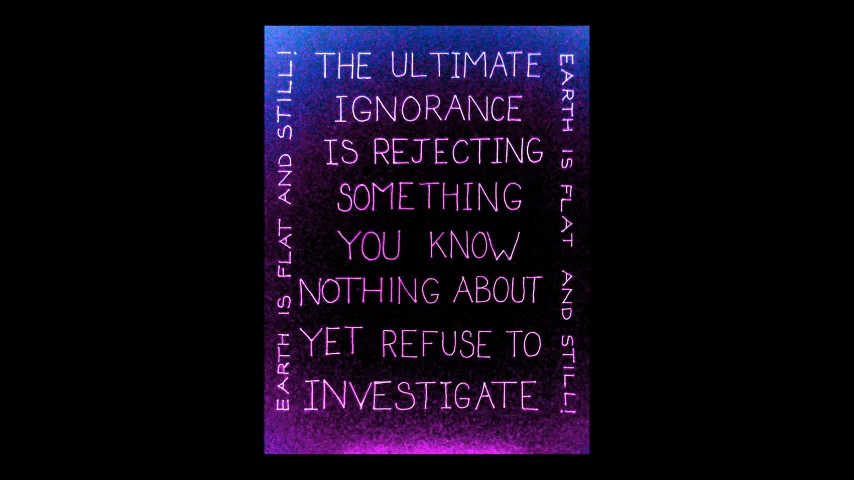 EARTH IS FLAT AND STILL!
THE ULTIMATE
IGNORANCE
IS REJECTING
SOMETHING
YOU KNOW
NOTHING ABOUT
YET REFUSE TO
INVESTIGATE
EARTH IS FLAT AND STILL!